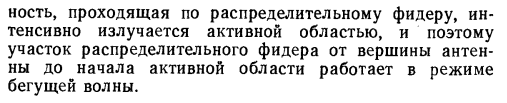 ность, проходящая по распределительному фидеру, ин-
тенсивно излучается активной областью, и поэтому
участок распределительного фидера от вершины антен-
ны до начала активной области работает в режиме
бегущей волны.